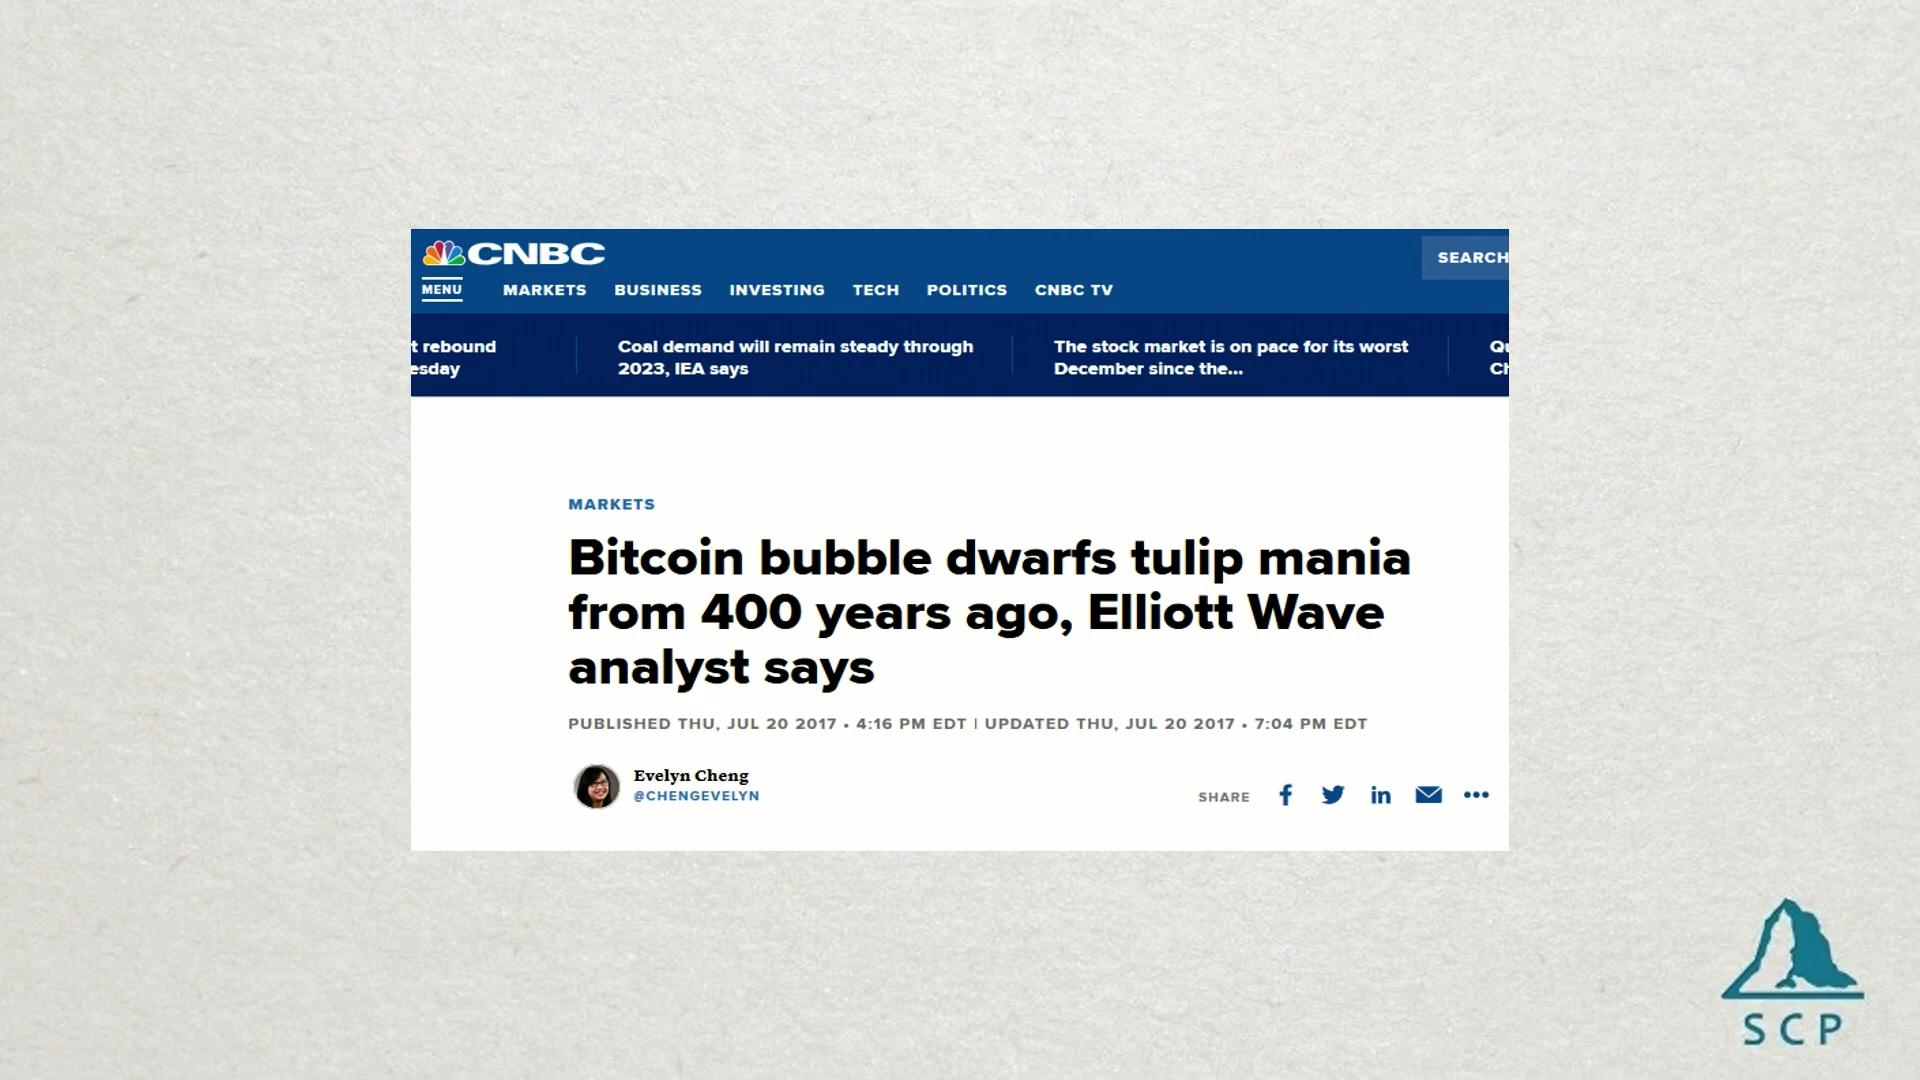 CNBC
SEARCH
MENU MARKETS BUSINESS INVESTING TECH POLITICS CNBC TV
t rebound
esday
Coal demand will remain steady through
2023, IEA says
The stock market is on pace for its worst
December since the...
Qu
Ch
MARKETS
Bitcoin bubble dwarfs tulip mania
from 400 years ago, Elliott Wave
analyst says
PUBLISHED THU, JUL 20 2017 • 4:16 PM EDT | UPDATED THU, JUL 20 2017 • 7:04 PM EDT
Evelyn Cheng
@CHENGEVELYN
SHARE
SCP